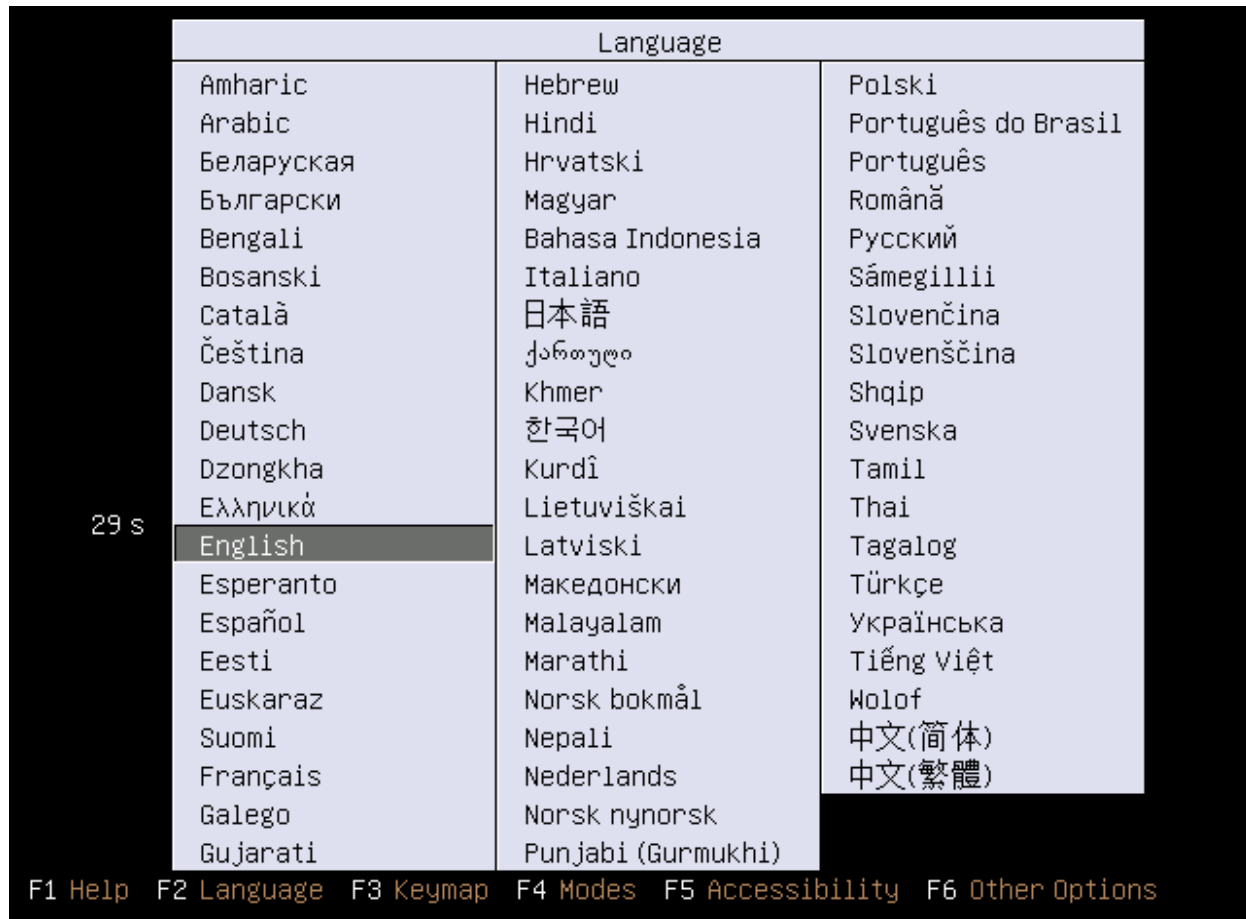 Language
Amharic
Arabic
Беларуская
Български
Bengali
Bosanski
Català
Čeština
Dansk
Deutsch
Dzongkha
Ελληνικά
English
Esperanto
Español
Eesti
Euskaraz
Suomi
Français
Galego
Gujarati
Hebrew
Hindi
Hrvatski
Magyar
Bahasa Indonesia
Italiano
日本語
ქართული
Khmer
한국어
Kurdî
Lietuviškai
Latviski
Македонски
Malayalam
Marathi
Norsk bokmål
Nepali
Nederlands
Norsk nynorsk
Punjabi (Gurmukhi)
Polski
Português do Brasil
Português
Română
Русский
Sámegillii
Slovenčina
Slovenščina
Shqip
Svenska
Tamil
Thai
Tagalog
Türkçe
Українська
Tiếng Việt
Wolof
中文(简体)
中文(繁體)
29 s
F1 Help F2 Language F3 Keymap F4 Modes F5 Accessibility F6 Other Options